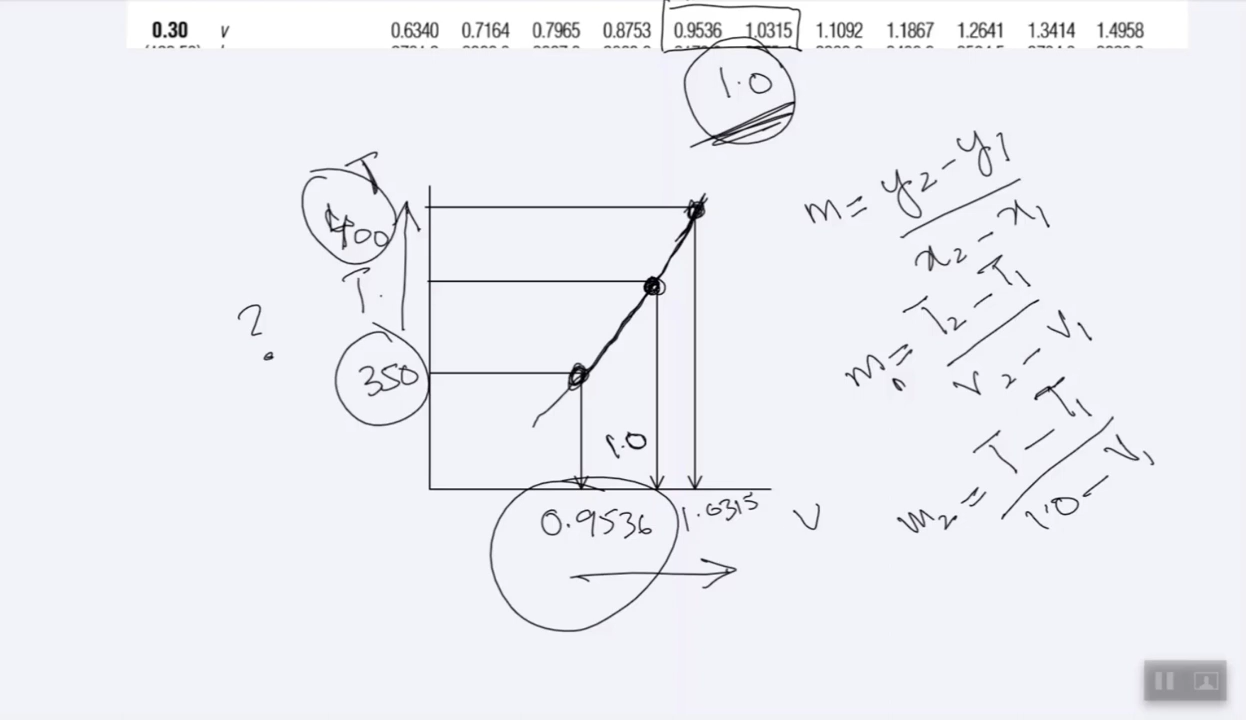 0.30 v 0.6340 0.7164 0.7965 0.8753 0.9536 1.0315 1.1092 1.1867 1.2641 1.3414 1.4958
1.0
T
400
T.
?
350
1.0
0.9536 1.0315 V
m = y2 - y1
x2 - x1
m1 = T2 - T1
v2 - v1
m2 = T - T1
1.0 - v1